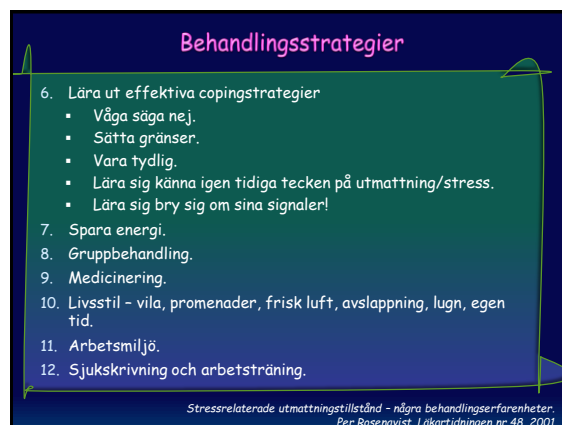 Behandlingsstrategier
6. Lära ut effektiva copingstrategier
▪ Våga säga nej.
▪ Sätta gränser.
▪ Vara tydlig.
▪ Lära sig känna igen tidiga tecken på utmattning/stress.
▪ Lära sig bry sig om sina signaler!
7. Spara energi.
8. Gruppbehandling.
9. Medicinering.
10. Livsstil – vila, promenader, frisk luft, avslappning, lugn, egen
tid.
11. Arbetsmiljö.
12. Sjukskrivning och arbetsträning.
Stressrelaterade utmattningstillstånd – några behandlingserfarenheter.
Per Rosenqvist, Läkartidningen nr 48, 2001